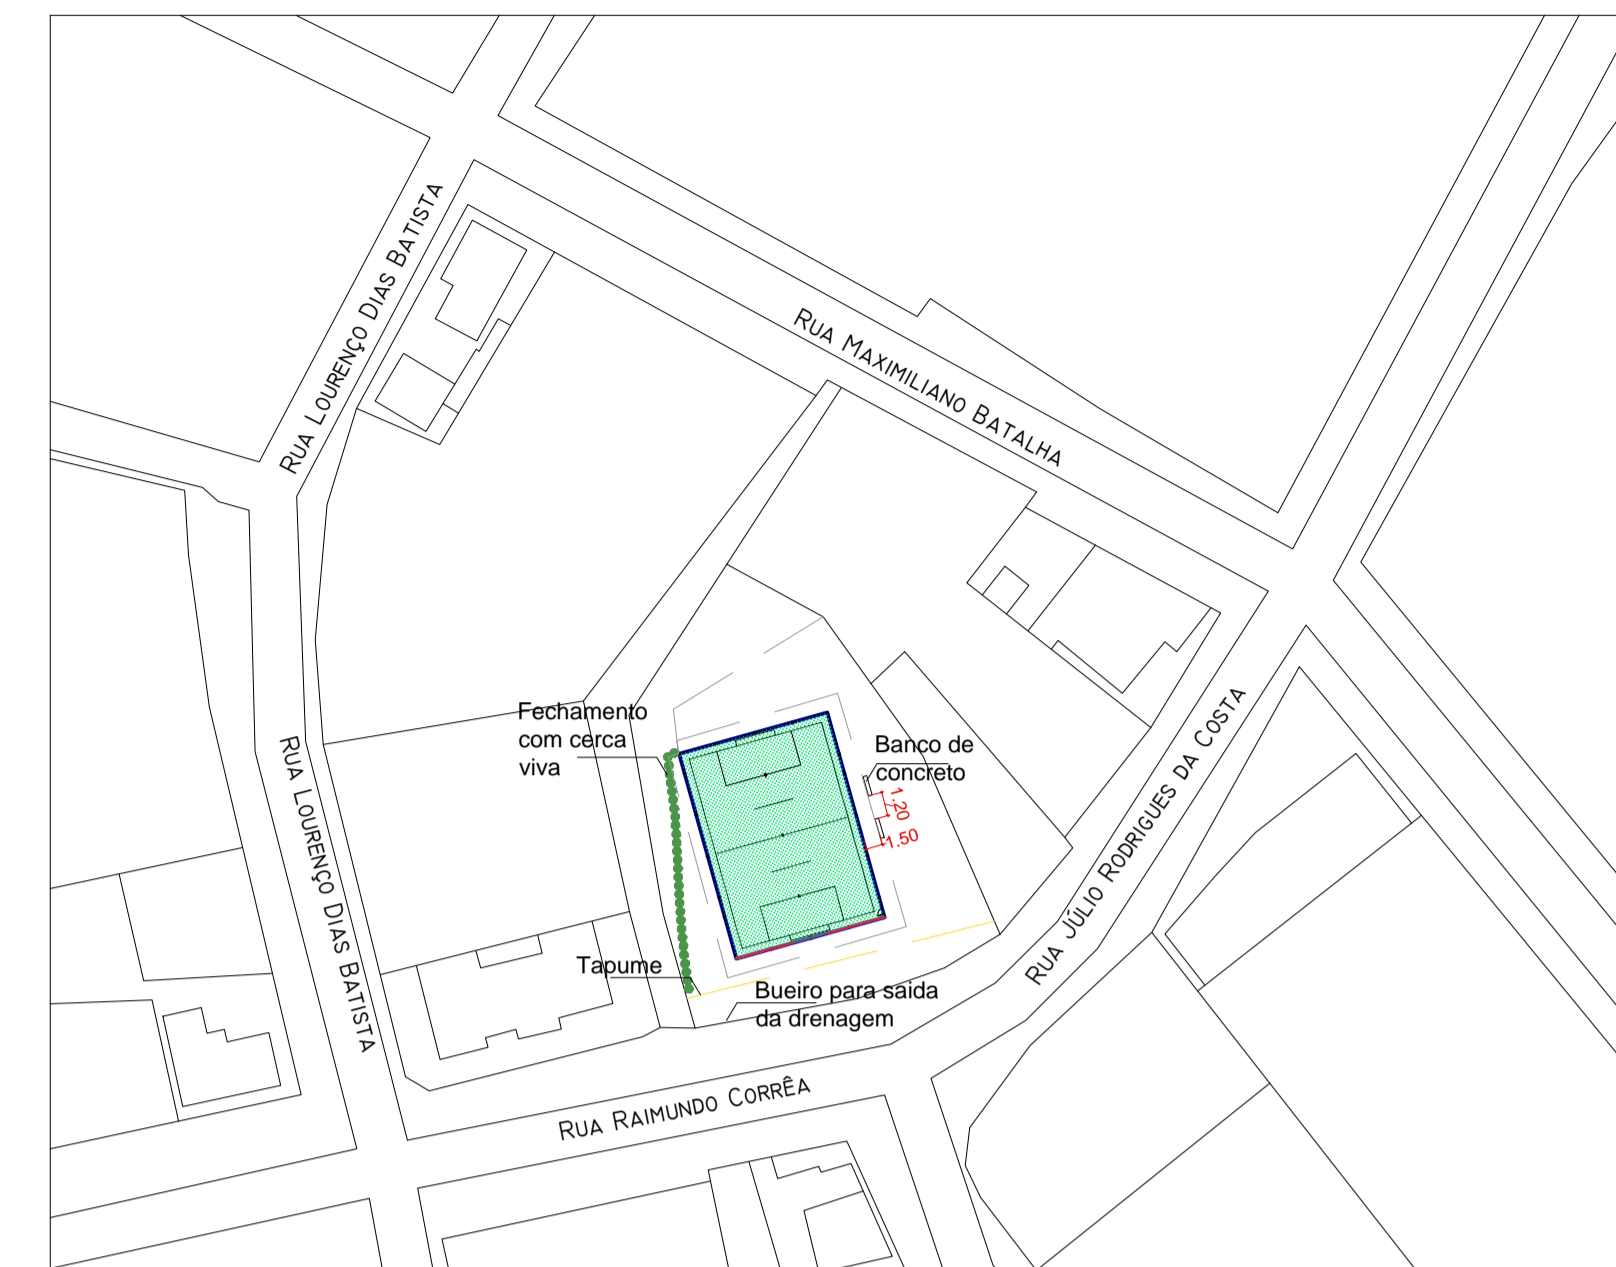 RUA LOURENÇO DIAS BATISTA
RUA MAXIMILIANO BATALHA
Fechamento
com cerca
viva
Banco de
concreto
1.20
1.50
RUA JÚLIO RODRIGUES DA COSTA
RUA LOURENÇO DIAS BATISTA
Tapume
Bueiro para saida
da drenagem
RUA RAIMUNDO CORRÊA